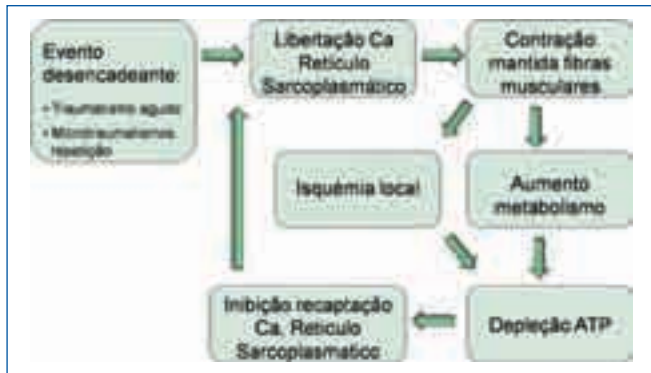 Evento
desencadeante:
• Traumatismo agudo
• Microtraumatismos
repetição
Libertação Ca
Retículo
Sarcoplasmático
Contração
mantida fibras
musculares
Isquémia local
Aumento
metabolismo
Inibição recaptação
Ca. Retículo
Sarcoplasmatico
Depleção ATP